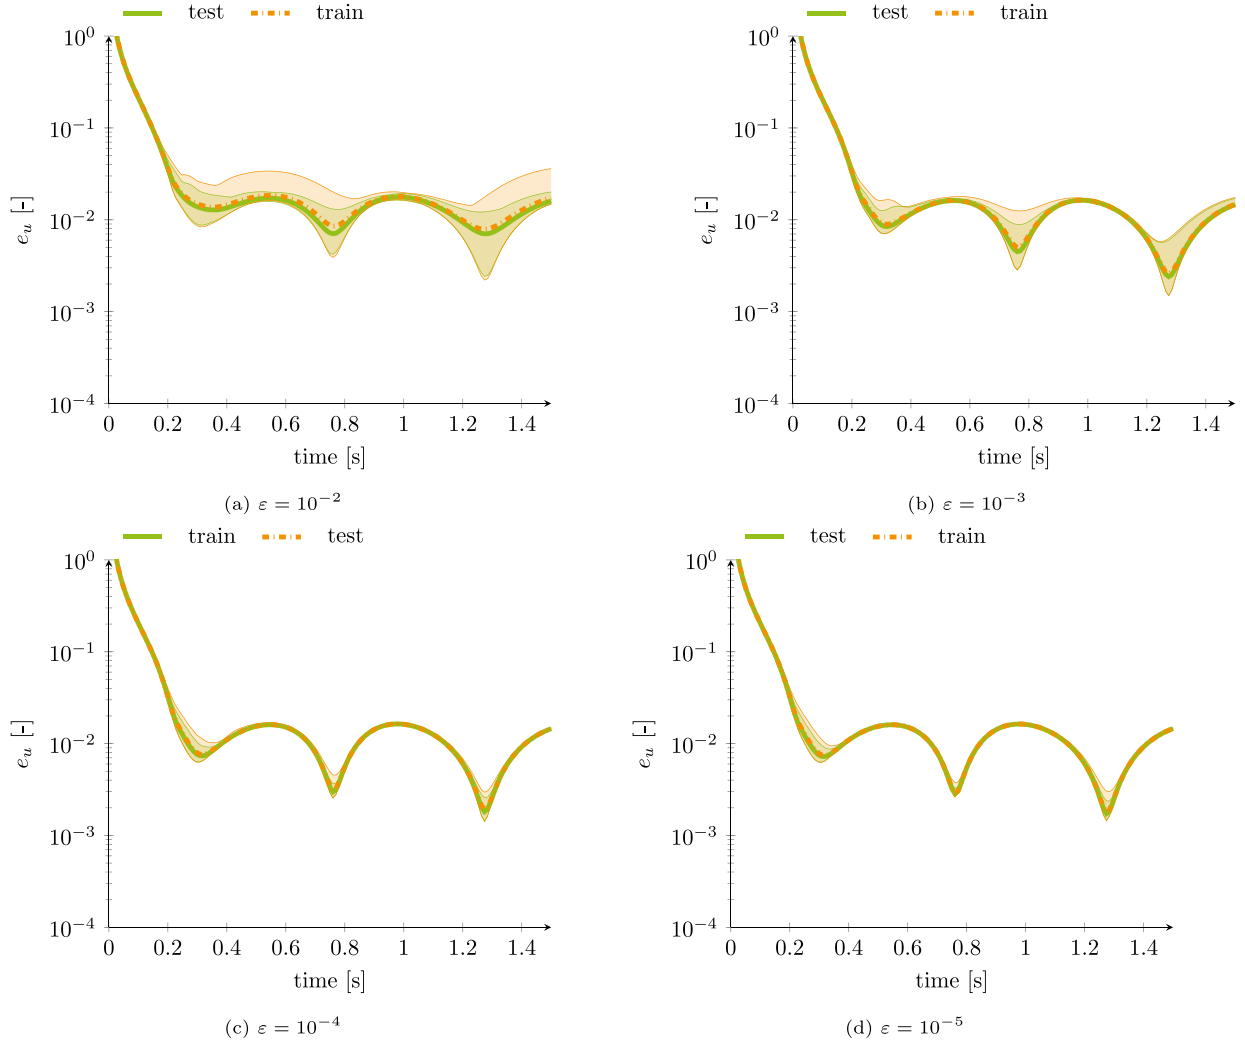 test train
test train
10^0
10^-1
10^-2
10^-3
10^-4
e_u [-]
0 0.2 0.4 0.6 0.8 1 1.2 1.4
time [s]
(a) ε = 10^-2
10^0
10^-1
10^-2
10^-3
10^-4
e_u [-]
0 0.2 0.4 0.6 0.8 1 1.2 1.4
time [s]
(b) ε = 10^-3
train test
test train
10^0
10^-1
10^-2
10^-3
10^-4
e_u [-]
0 0.2 0.4 0.6 0.8 1 1.2 1.4
time [s]
(c) ε = 10^-4
10^0
10^-1
10^-2
10^-3
10^-4
e_u [-]
0 0.2 0.4 0.6 0.8 1 1.2 1.4
time [s]
(d) ε = 10^-5